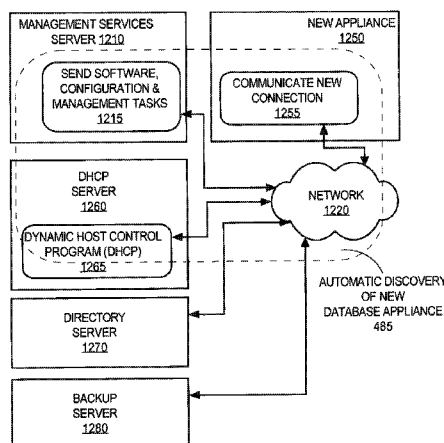 MANAGEMENT SERVICES
SERVER 1210
SEND SOFTWARE,
CONFIGURATION &
MANAGEMENT TASKS
1215
NEW APPLIANCE
1250
COMMUNICATE NEW
CONNECTION
1255
DHCP
SERVER
1260
DYNAMIC HOST CONTROL
PROGRAM (DHCP)
1265
NETWORK
1220
DIRECTORY
SERVER
1270
AUTOMATIC DISCOVERY
OF NEW
DATABASE APPLIANCE
485
BACKUP
SERVER
1280